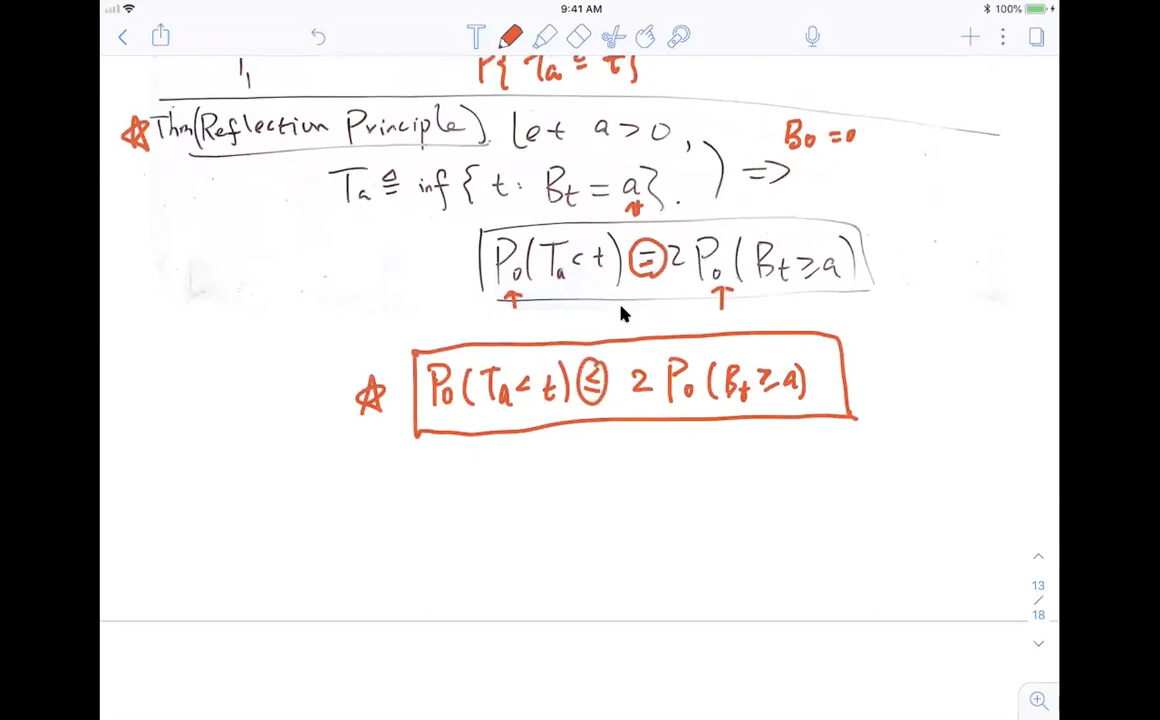 9:41 AM
100%
T
P{ Ta ≤ t }
☆ Thm (Reflection Principle). Let a > 0,
B0 = 0
Ta ≜ inf { t : Bt = a }. ) =>
P0(Ta < t) = 2 P0(Bt ≥ a)
☆ P0(Ta < t) ≤ 2 P0(Bt ≥ a)
13
/
18